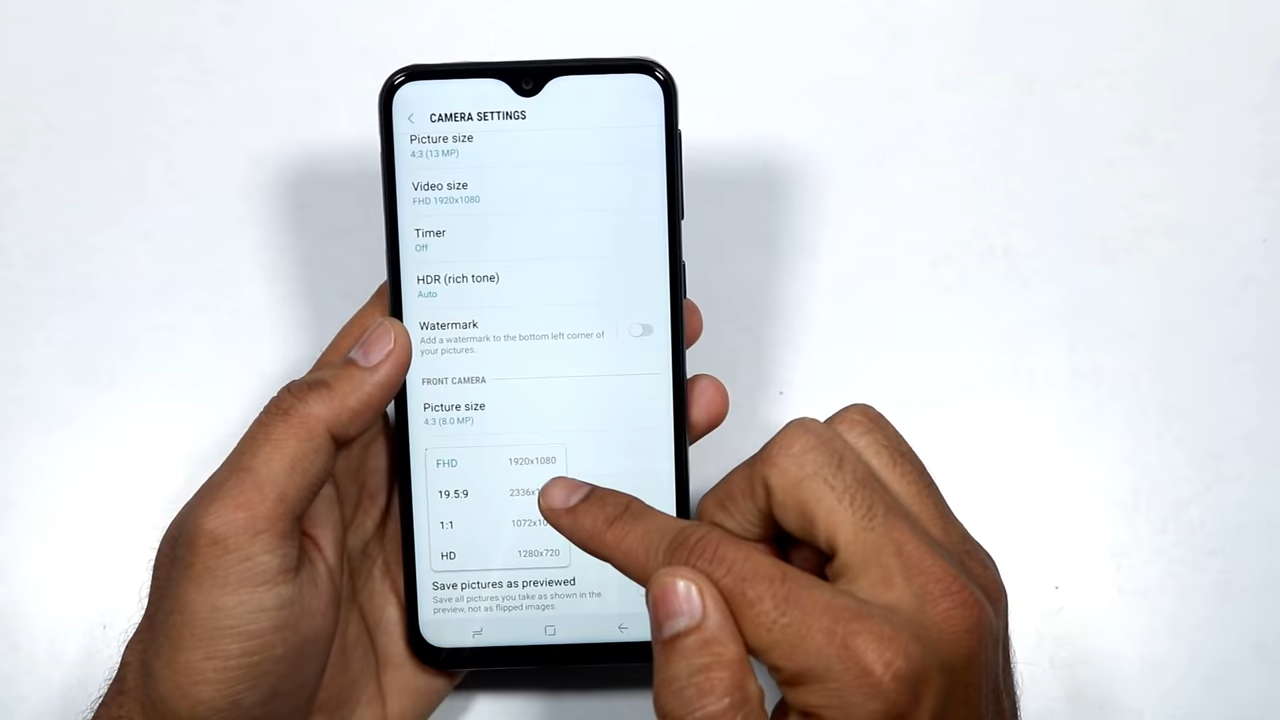 CAMERA SETTINGS
Picture size
4:3 (13 MP)
Video size
FHD 1920x1080
Timer
Off
HDR (rich tone)
Auto
Watermark
Add a watermark to the bottom left corner of
your pictures.
FRONT CAMERA
Picture size
4:3 (8.0 MP)
FHD 1920x1080
19.5:9
1:1
HD 1280x720
Save pictures as previewed
Save all pictures you take as shown in the
preview, not as flipped images.